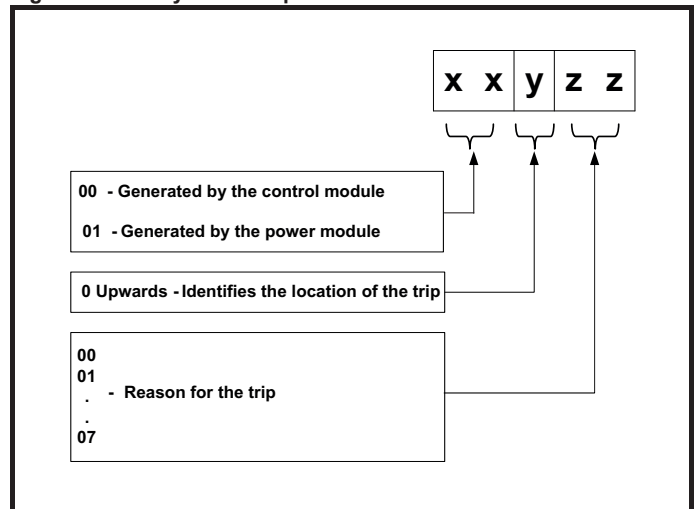 x x y z z
00 - Generated by the control module
01 - Generated by the power module
0 Upwards - Identifies the location of the trip
00
01
. - Reason for the trip
.
07